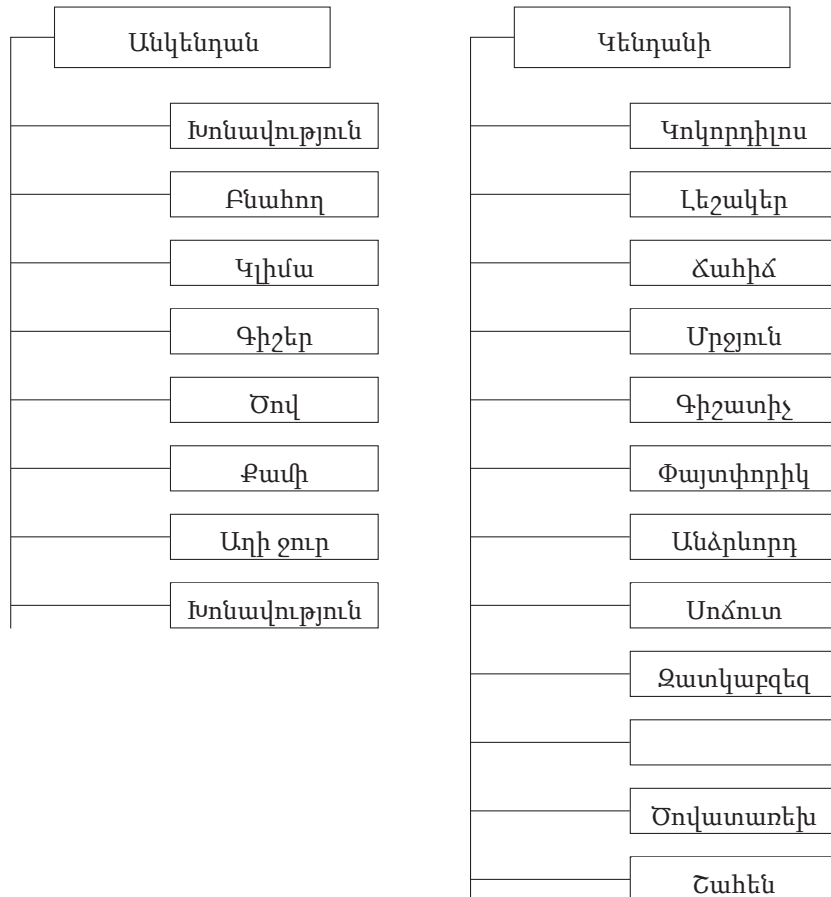 Անկենդան
Խոնավություն
Բնահող
Կլիմա
Գիշեր
Ծով
Քամի
Աղի ջուր
Խոնավություն
Կենդանի
Կոկորդիլոս
Լեշակեր
Ճահիճ
Մրջյուն
Գիշատիչ
Փայտփորիկ
Անձրևորդ
Սոճուտ
Զատկաբզեզ
Ծովատառեխ
Շահեն